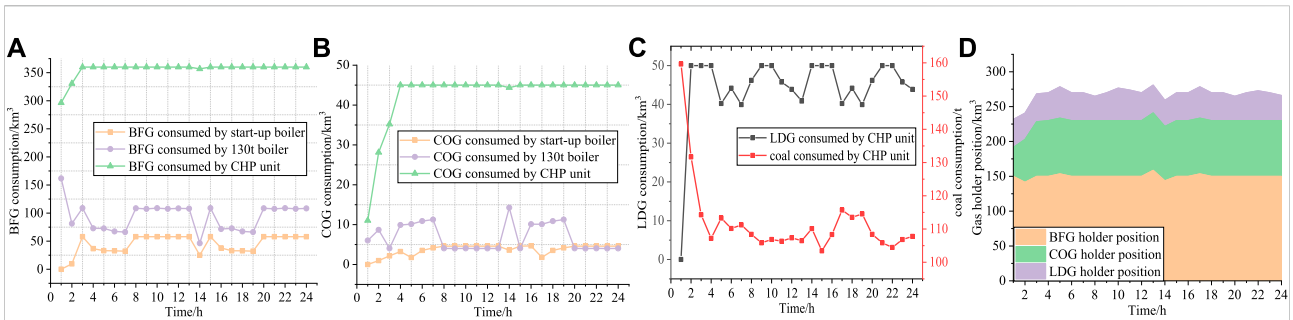 A
BFG consumption/km³
350
300
250
200
150
100
50
0
BFG consumed by start-up boiler
BFG consumed by 130t boiler
BFG consumed by CHP unit
0 2 4 6 8 10 12 14 16 18 20 22 24
Time/h
B
COG consumption/km³
50
40
30
20
10
0
COG consumed by start-up boiler
COG consumed by 130t boiler
COG consumed by CHP unit
0 2 4 6 8 10 12 14 16 18 20 22 24
Time/h
C
LDG consumption/km³
50
40
30
20
10
0
LDG consumed by CHP unit
coal consumed by CHP unit
160
150
140
130
120
110
100
coal consumption/t
2 4 6 8 10 12 14 16 18 20 22 24
Time/h
D
Gas holder position/km³
300
250
200
150
100
50
0
BFG holder position
COG holder position
LDG holder position
2 4 6 8 10 12 14 16 18 20 22 24
Time/h